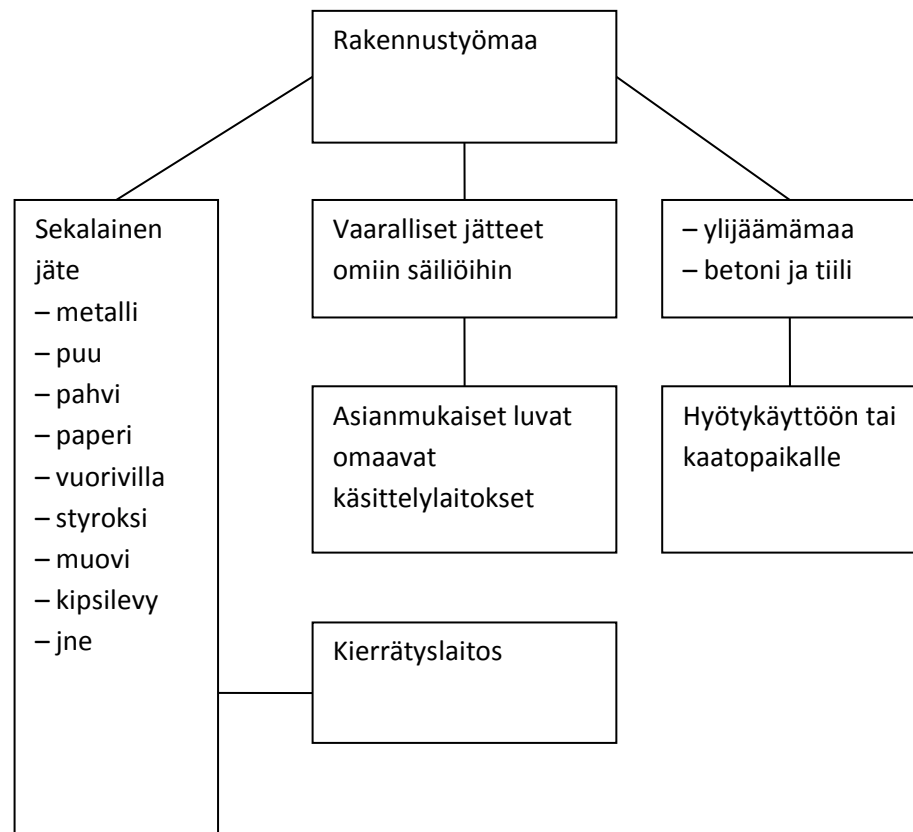 Rakennustyömaa
Sekalainen
jäte
– metalli
– puu
– pahvi
– paperi
– vuorivilla
– styroksi
– muovi
– kipsilevy
– jne
Vaaralliset jätteet
omiin säiliöihin
– ylijäämämaa
– betoni ja tiili
Asianmukaiset luvat
omaavat
käsittelylaitokset
Hyötykäyttöön tai
kaatopaikalle
Kierrätyslaitos